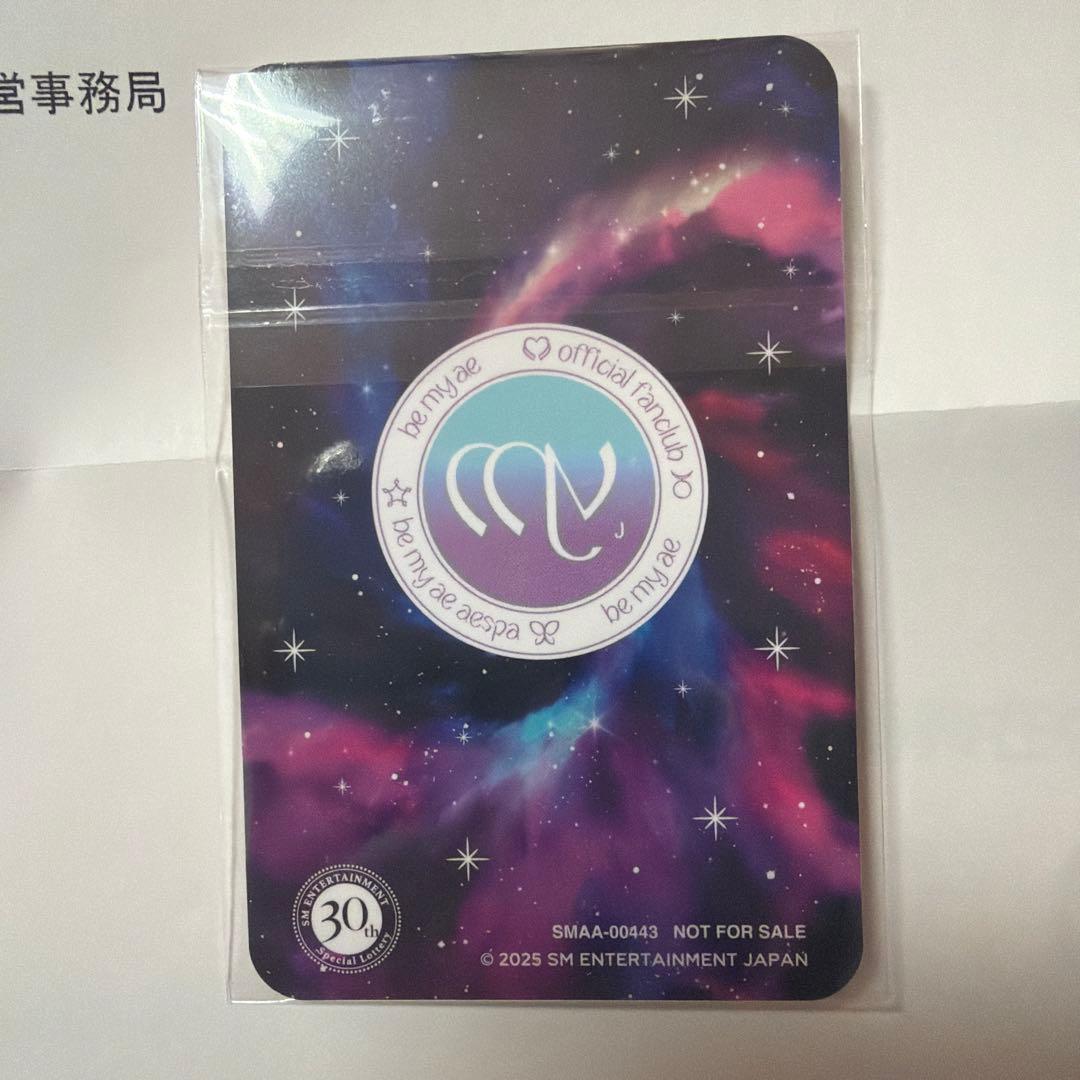 営事務局
be my ae
official fanclub
be my ae
be my ae aespa
MY
J
SM ENTERTAINMENT
30th
Special Lottery
SMAA-00443 NOT FOR SALE
© 2025 SM ENTERTAINMENT JAPAN